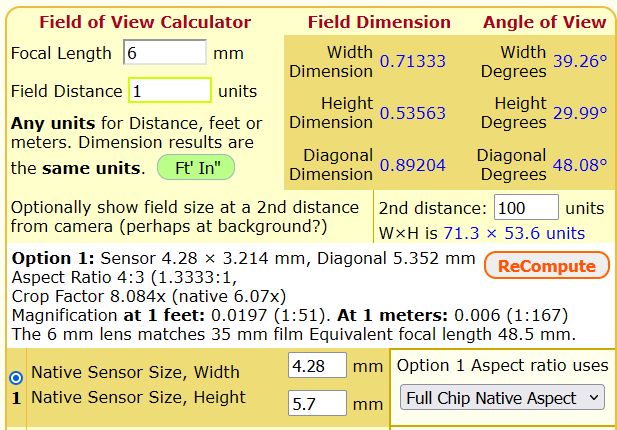 Field of View Calculator
Field Dimension
Angle of View
Focal Length 6 mm
Field Distance 1 units
Any units for Distance, feet or
meters. Dimension results are
the same units. Ft' In"
Width
Dimension 0.71333
Width
Degrees 39.26°
Height
Dimension 0.53563
Height
Degrees 29.99°
Diagonal
Dimension 0.89204
Diagonal
Degrees 48.08°
Optionally show field size at a 2nd distance
from camera (perhaps at background?)
2nd distance: 100 units
W×H is 71.3 × 53.6 units
Option 1: Sensor 4.28 × 3.214 mm, Diagonal 5.352 mm
ReCompute
Aspect Ratio 4:3 (1.3333:1,
Crop Factor 8.084x (native 6.07x)
Magnification at 1 feet: 0.0197 (1:51). At 1 meters: 0.006 (1:167)
The 6 mm lens matches 35 mm film Equivalent focal length 48.5 mm.
1
Native Sensor Size, Width 4.28 mm
Native Sensor Size, Height 5.7 mm
Option 1 Aspect ratio uses
Full Chip Native Aspect